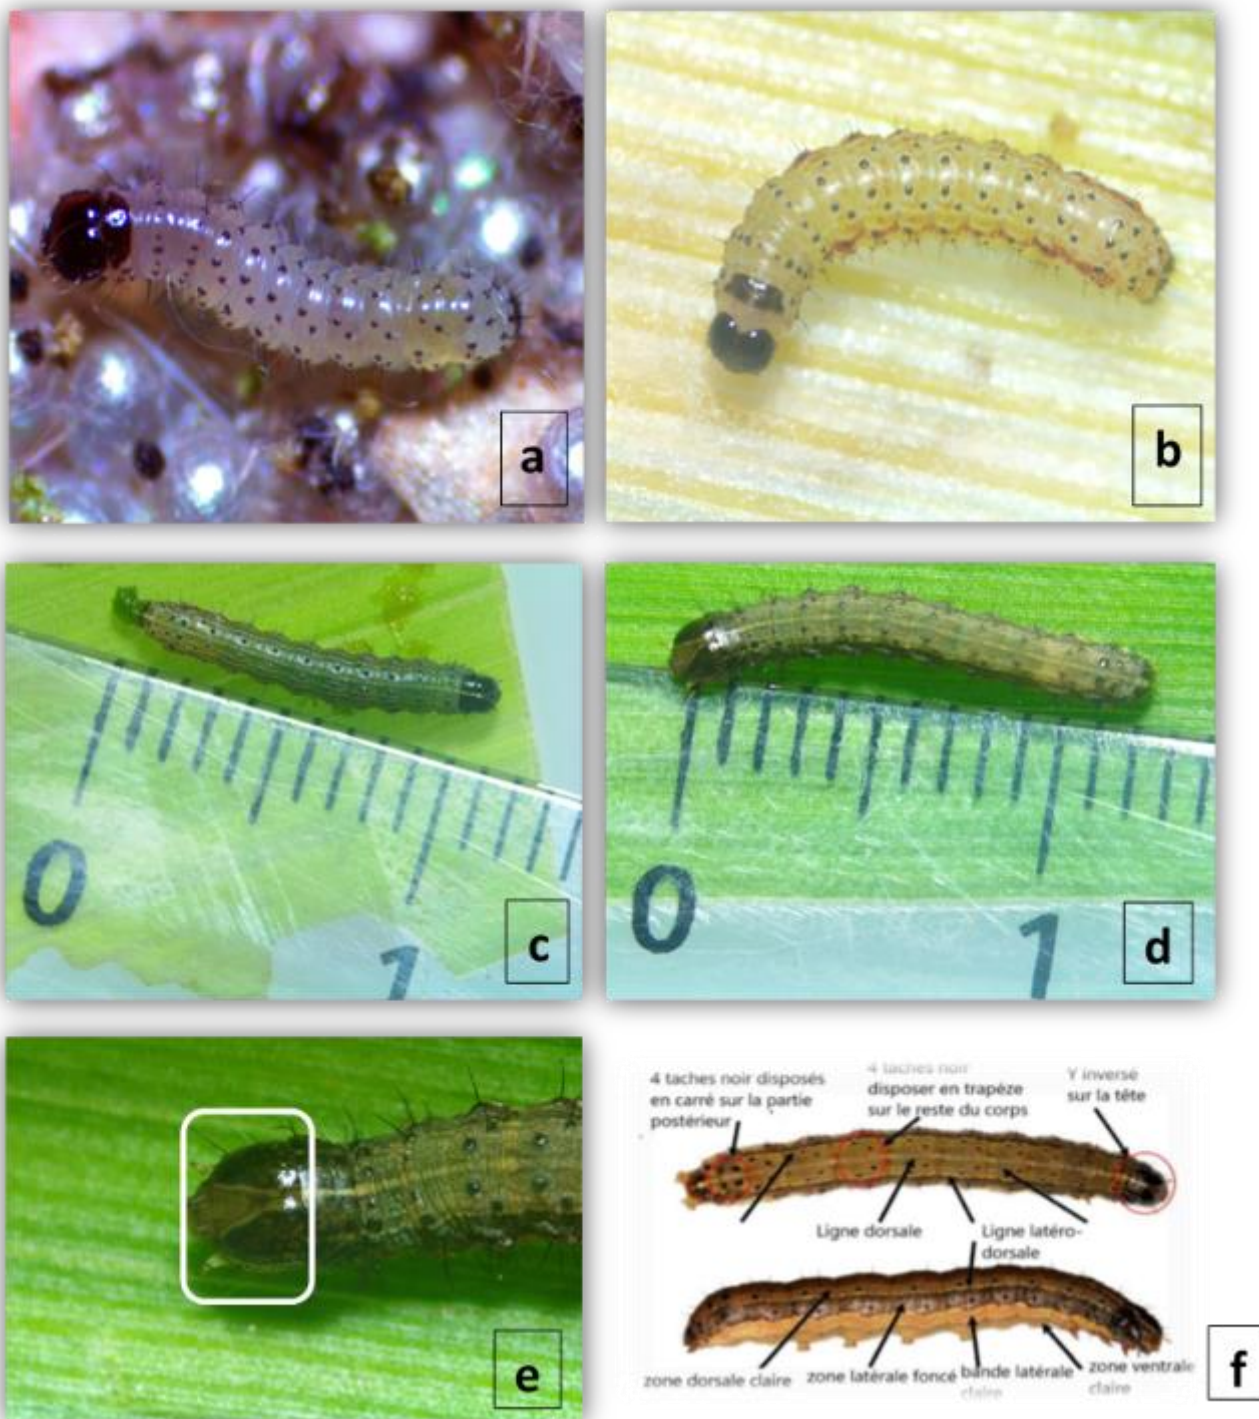 a
b
0
1
c
0
1
d
e
4 taches noir disposés
en carré sur la partie
postérieur
4 taches noir
disposer en trapèze
sur le reste du corps
Y inversé
sur la tête
Ligne dorsale
Ligne latéro-
dorsale
zone dorsale claire
zone latérale foncé
bande latérale
claire
zone ventrale
claire
f